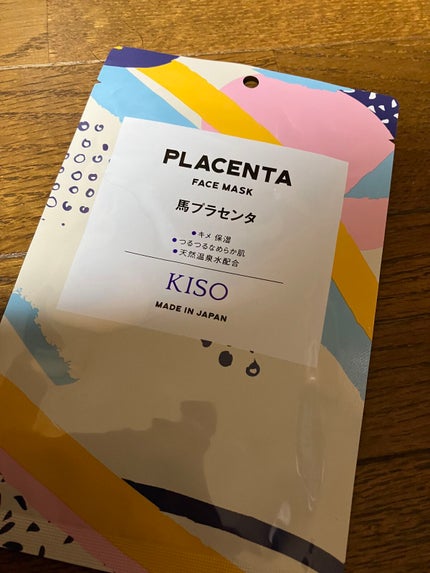 PLACENTA
FACE MASK
馬プラセンタ
●キメ 保湿
●つるつるなめらか肌
●天然温泉水配合
KISO
MADE IN JAPAN